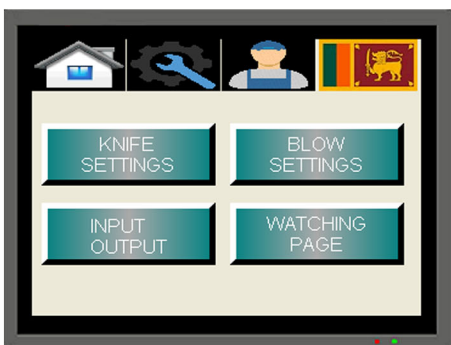 KNIFE
SETTINGS
BLOW
SETTINGS
INPUT
OUTPUT
WATCHING
PAGE